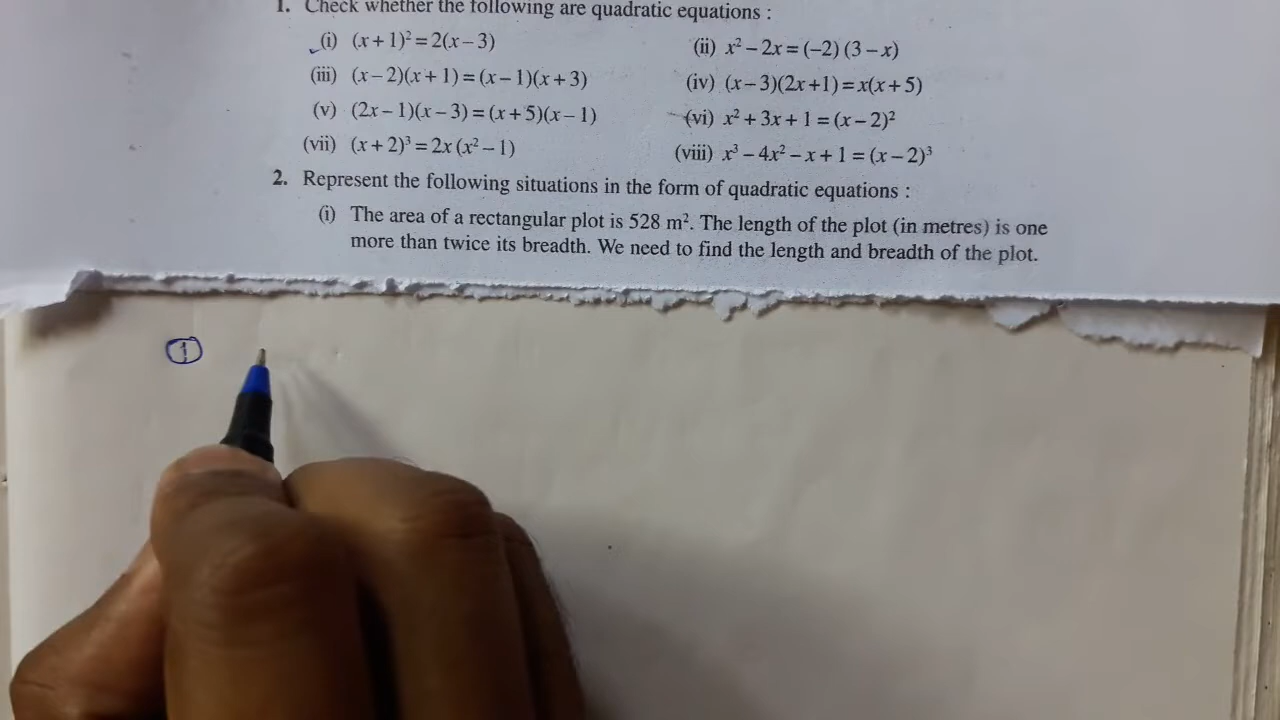 1. Check whether the following are quadratic equations :
(i) (x + 1)² = 2(x – 3)
(ii) x² – 2x = (–2) (3 – x)
(iii) (x – 2)(x + 1) = (x – 1)(x + 3)
(iv) (x – 3)(2x + 1) = x(x + 5)
(v) (2x – 1)(x – 3) = (x + 5)(x – 1)
(vi) x² + 3x + 1 = (x – 2)²
(vii) (x + 2)³ = 2x (x² – 1)
(viii) x³ – 4x² – x + 1 = (x – 2)³
2. Represent the following situations in the form of quadratic equations :
(i) The area of a rectangular plot is 528 m². The length of the plot (in metres) is one
more than twice its breadth. We need to find the length and breadth of the plot.
1